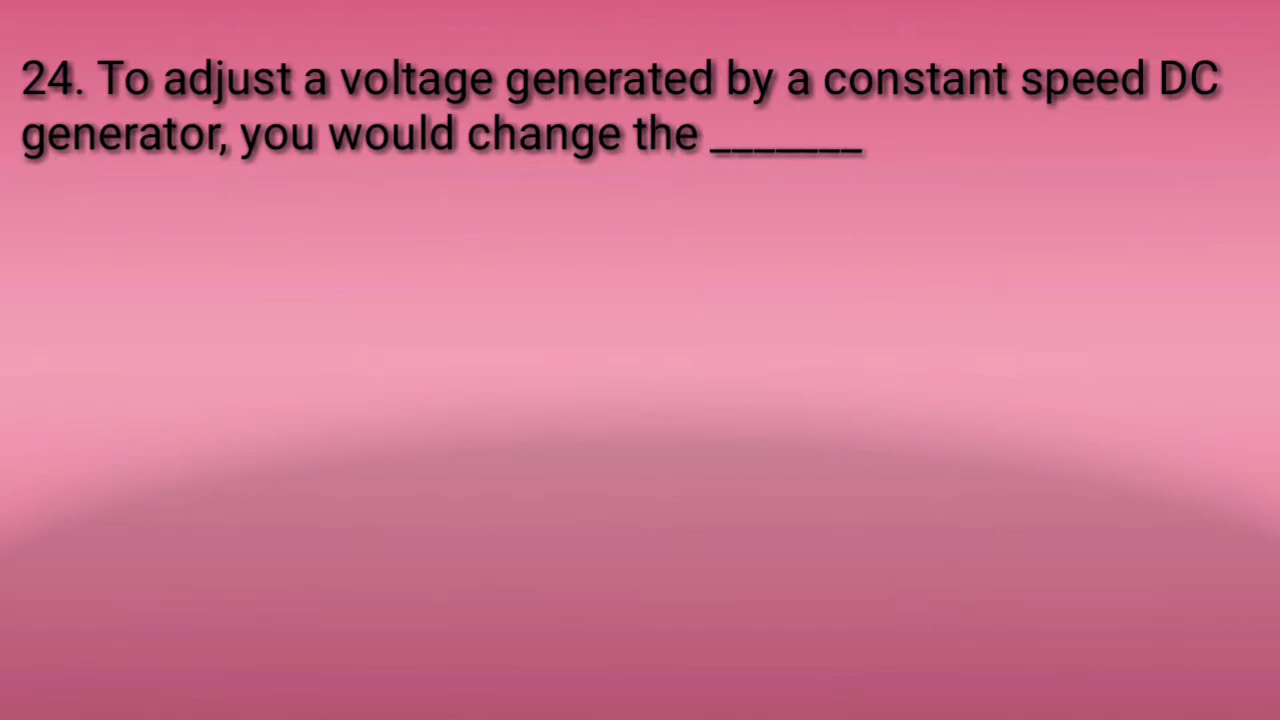 24. To adjust a voltage generated by a constant speed DC
generator, you would change the _______